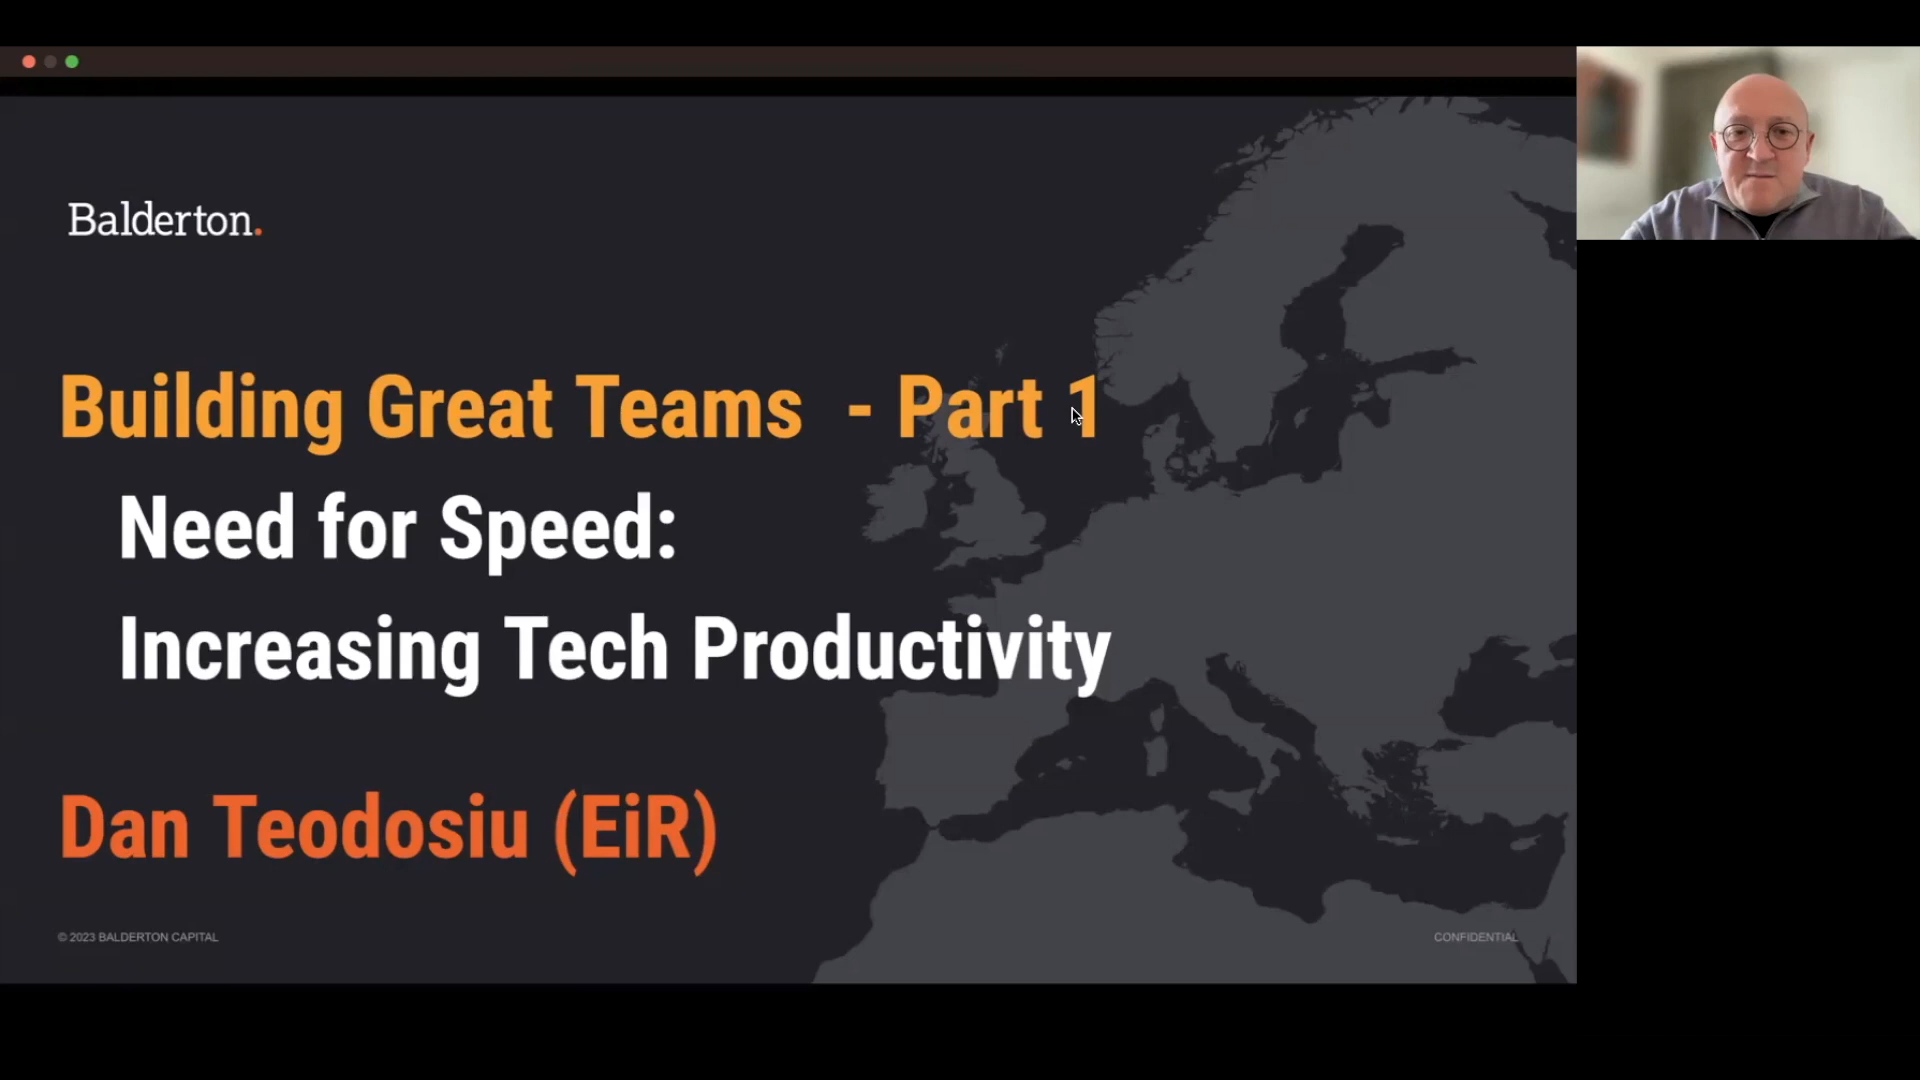 Balderton.
Building Great Teams - Part 1
Need for Speed:
Increasing Tech Productivity
Dan Teodosiu (EiR)
© 2023 BALDERTON CAPITAL
CONFIDENTIAL